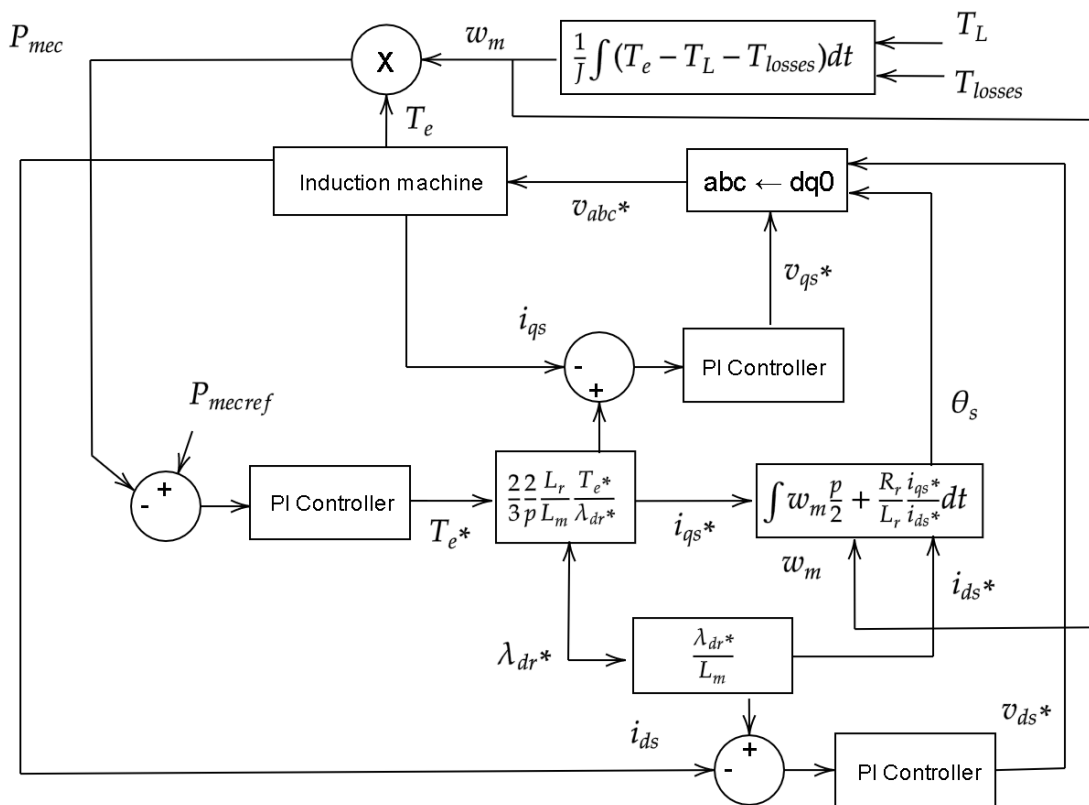 P_mec
w_m
X
1/J ∫(T_e − T_L − T_losses)dt
T_L
T_losses
T_e
Induction machine
abc ← dq0
v_abc*
v_qs*
i_qs
-
+
PI Controller
θ_s
P_mecref
+
-
PI Controller
T_e*
2/3 2/p L_r/L_m T_e*/λ_dr*
i_qs*
∫ w_m p/2 + R_r/L_r i_qs*/i_ds* dt
w_m
i_ds*
λ_dr*
λ_dr*/L_m
i_ds
+
-
PI Controller
v_ds*